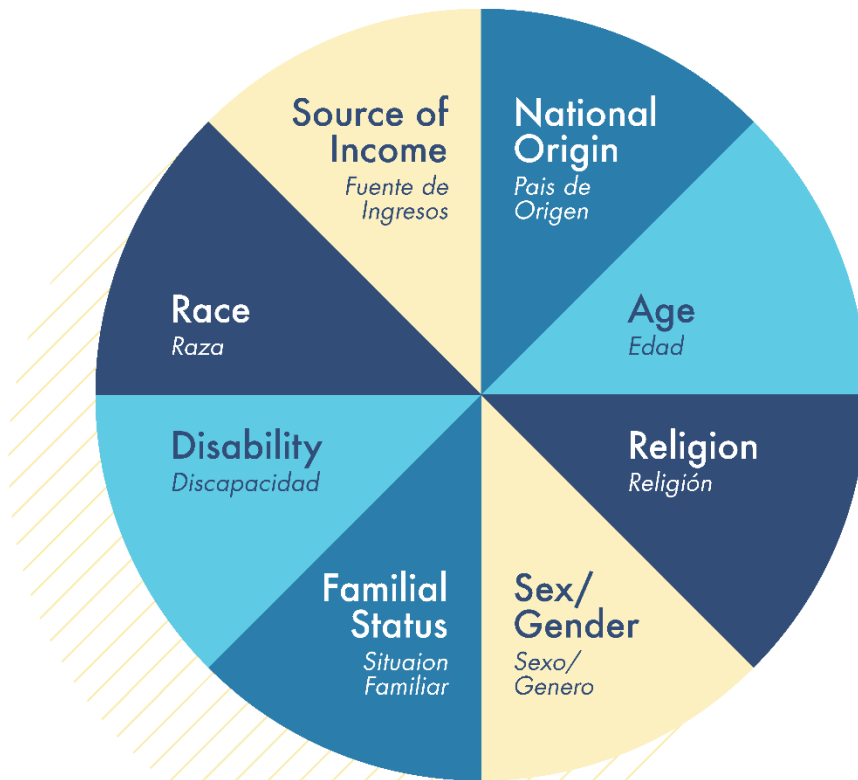 Source of
Income
Fuente de
Ingresos
National
Origin
Pais de
Origen
Race
Raza
Age
Edad
Disability
Discapacidad
Religion
Religión
Familial
Status
Situaion
Familiar
Sex/
Gender
Sexo/
Genero